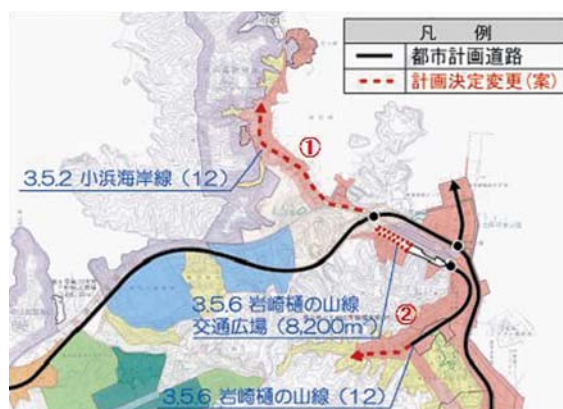 凡 例
都市計画道路
計画決定変更(案)
①
3.5.2 小浜海岸線 (12)
3.5.6 岩崎樋の山線
交通広場 (8,200㎡)
②
3.5.6 岩崎樋の山線 (12)